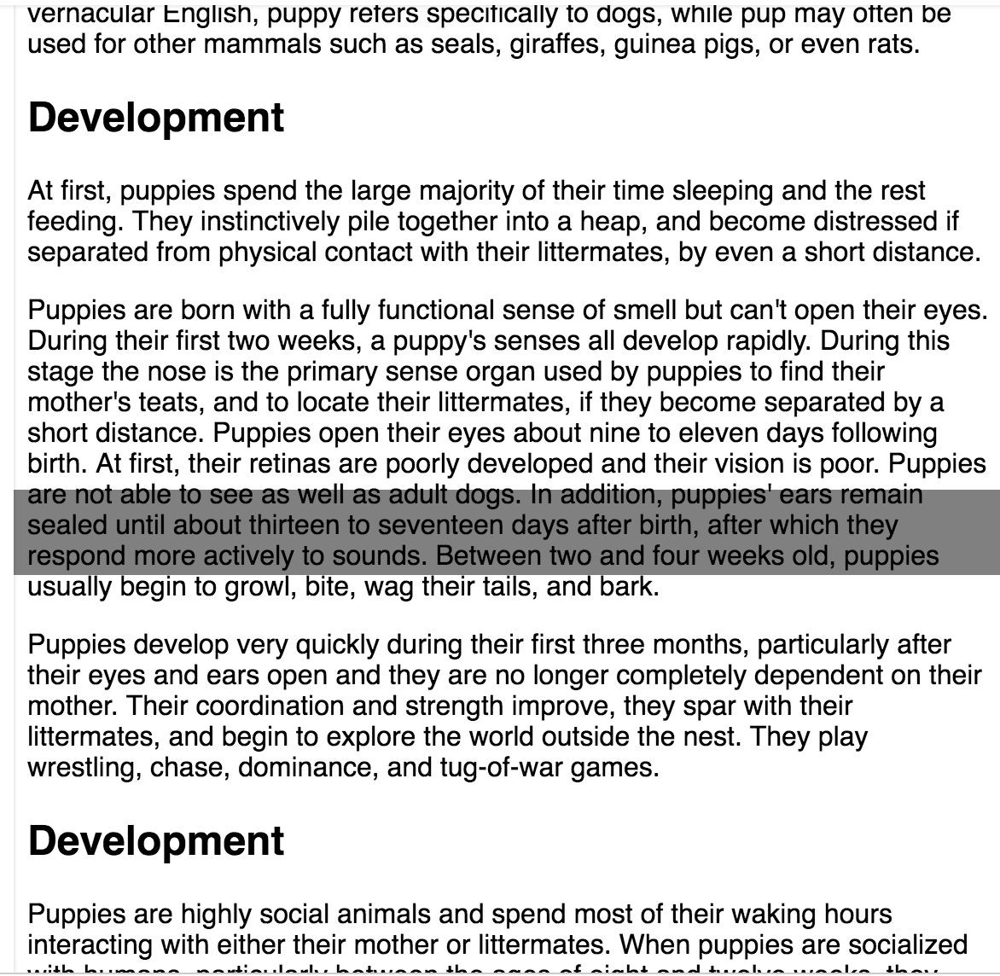 vernacular English, puppy refers specifically to dogs, while pup may often be
used for other mammals such as seals, giraffes, guinea pigs, or even rats.
Development
At first, puppies spend the large majority of their time sleeping and the rest
feeding. They instinctively pile together into a heap, and become distressed if
separated from physical contact with their littermates, by even a short distance.
Puppies are born with a fully functional sense of smell but can't open their eyes.
During their first two weeks, a puppy's senses all develop rapidly. During this
stage the nose is the primary sense organ used by puppies to find their
mother's teats, and to locate their littermates, if they become separated by a
short distance. Puppies open their eyes about nine to eleven days following
birth. At first, their retinas are poorly developed and their vision is poor. Puppies
are not able to see as well as adult dogs. In addition, puppies' ears remain
sealed until about thirteen to seventeen days after birth, after which they
respond more actively to sounds. Between two and four weeks old, puppies
usually begin to growl, bite, wag their tails, and bark.
Puppies develop very quickly during their first three months, particularly after
their eyes and ears open and they are no longer completely dependent on their
mother. Their coordination and strength improve, they spar with their
littermates, and begin to explore the world outside the nest. They play
wrestling, chase, dominance, and tug-of-war games.
Development
Puppies are highly social animals and spend most of their waking hours
interacting with either their mother or littermates. When puppies are socialized
with humans, particularly between the ages of eight and twelve weeks, they